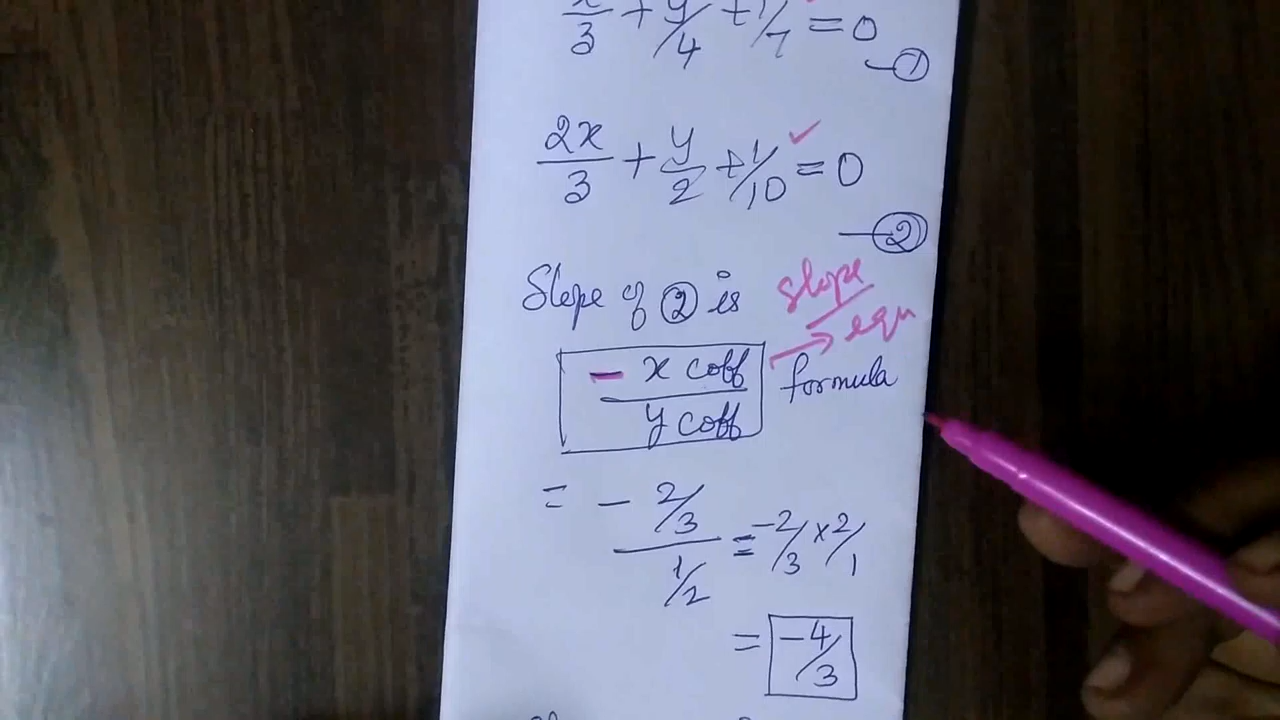 x/3 + y/4 + 1/7 = 0
—①
2x/3 + y/2 + 1/10 = 0
—②
Slope of ② is
slope
→ equ
- x coff / y coff
formula
= - 2/3 / 1/2 = -2/3 × 2/1
= -4/3